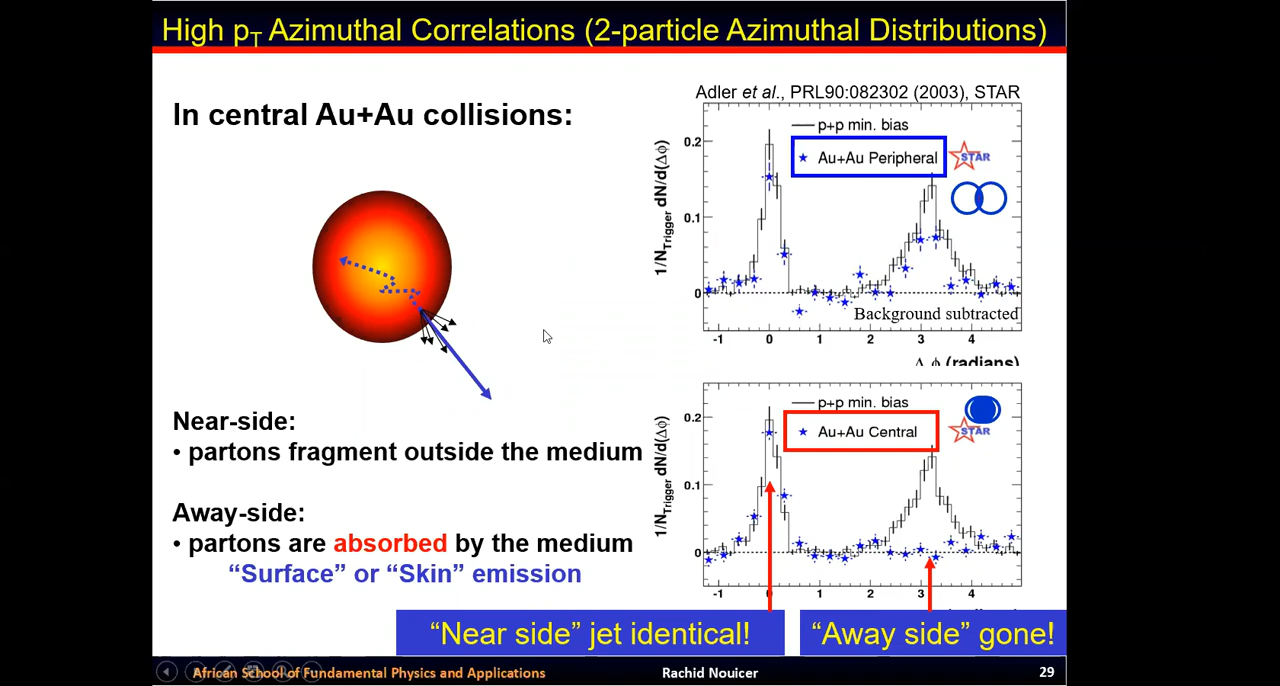 High pT Azimuthal Correlations (2-particle Azimuthal Distributions)
In central Au+Au collisions:
Near-side:
• partons fragment outside the medium
Away-side:
• partons are absorbed by the medium
“Surface” or “Skin” emission
Adler et al., PRL90:082302 (2003), STAR
p+p min. bias
Au+Au Peripheral
STAR
1/NTrigger dN/d(Δϕ)
0.2
0.1
0
Background subtracted
-1 0 1 2 3 4
Δ ϕ (radians)
p+p min. bias
Au+Au Central
STAR
1/NTrigger dN/d(Δϕ)
0.2
0.1
0
-1 0 1 2 3 4
“Near side” jet identical!
“Away side” gone!
African School of Fundamental Physics and Applications
Rachid Nouicer
29